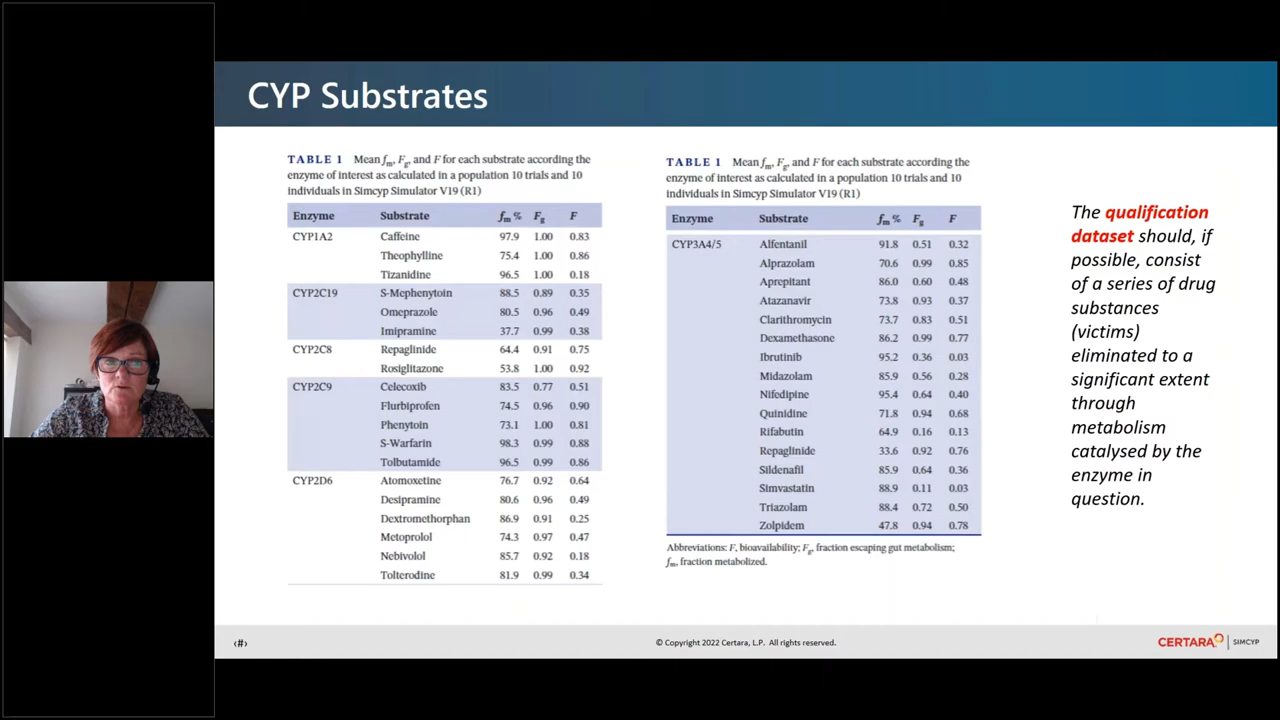 CYP Substrates
TABLE 1 Mean fm, Fg, and F for each substrate according the
enzyme of interest as calculated in a population 10 trials and 10
individuals in Simcyp Simulator V19 (R1)
Enzyme Substrate fm % Fg F
CYP1A2 Caffeine 97.9 1.00 0.83
Theophylline 75.4 1.00 0.86
Tizanidine 96.5 1.00 0.18
CYP2C19 S-Mephenytoin 88.5 0.89 0.35
Omeprazole 80.5 0.96 0.49
Imipramine 37.7 0.99 0.38
CYP2C8 Repaglinide 64.4 0.91 0.75
Rosiglitazone 53.8 1.00 0.92
CYP2C9 Celecoxib 83.5 0.77 0.51
Flurbiprofen 74.5 0.96 0.90
Phenytoin 73.1 1.00 0.81
S-Warfarin 98.3 0.99 0.88
Tolbutamide 96.5 0.99 0.86
CYP2D6 Atomoxetine 76.7 0.92 0.64
Desipramine 80.6 0.96 0.49
Dextromethorphan 86.9 0.91 0.25
Metoprolol 74.3 0.97 0.47
Nebivolol 85.7 0.92 0.18
Tolterodine 81.9 0.99 0.34
TABLE 1 Mean fm, Fg, and F for each substrate according the
enzyme of interest as calculated in a population 10 trials and 10
individuals in Simcyp Simulator V19 (R1)
Enzyme Substrate fm % Fg F
CYP3A4/5 Alfentanil 91.8 0.51 0.32
Alprazolam 70.6 0.99 0.85
Aprepitant 86.0 0.60 0.48
Atazanavir 73.8 0.93 0.37
Clarithromycin 73.7 0.83 0.51
Dexamethasone 86.2 0.99 0.77
Ibrutinib 95.2 0.36 0.03
Midazolam 85.9 0.56 0.28
Nifedipine 95.4 0.64 0.40
Quinidine 71.8 0.94 0.68
Rifabutin 64.9 0.16 0.13
Repaglinide 33.6 0.92 0.76
Sildenafil 85.9 0.64 0.36
Simvastatin 88.9 0.11 0.03
Triazolam 88.4 0.72 0.50
Zolpidem 47.8 0.94 0.78
Abbreviations: F, bioavailability; Fg, fraction escaping gut metabolism;
fm, fraction metabolized.
The qualification
dataset should, if
possible, consist
of a series of drug
substances
(victims)
eliminated to a
significant extent
through
metabolism
catalysed by the
enzyme in
question.
‹#›
© Copyright 2022 Certara, L.P. All rights reserved.
CERTARA | SIMCYP